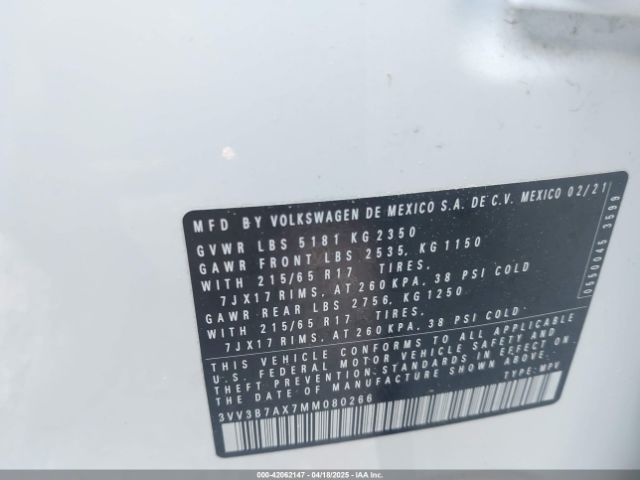 MFD BY VOLKSWAGEN DE MEXICO S.A. DE C.V. MEXICO 02/21
GVWR LBS 5181 KG 2350
GAWR FRONT LBS 2535, KG 1150
WITH 215/65 R17 TIRES,
7JX17 RIMS, AT 260 KPA, 38 PSI COLD
GAWR REAR LBS 2756, KG 1250
WITH 215/65 R17 TIRES,
7JX17 RIMS, AT 260 KPA, 38 PSI COLD
THIS VEHICLE CONFORMS TO ALL APPLICABLE
U.S. FEDERAL MOTOR VEHICLE SAFETY AND
THEFT PREVENTION STANDARDS IN EFFECT ON
THE DATE OF MANUFACTURE SHOWN ABOVE.
3VV3B7AX7MM080266 TYPE: MPV
0550045 3599
000-42062147 - 04/18/2025 - IAAI.COM